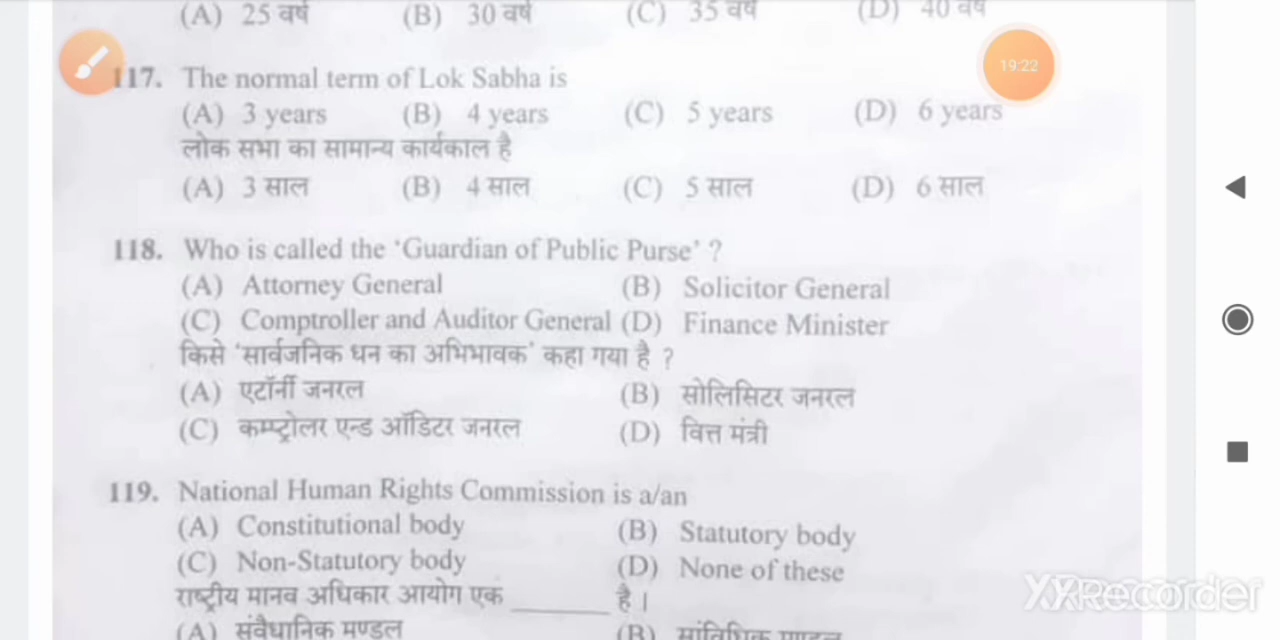 (A) 25 वर्ष (B) 30 वर्ष (C) 35 वर्ष (D) 40 वर्ष
19:22
117. The normal term of Lok Sabha is
(A) 3 years (B) 4 years (C) 5 years (D) 6 years
लोक सभा का सामान्य कार्यकाल है
(A) 3 साल (B) 4 साल (C) 5 साल (D) 6 साल
118. Who is called the ‘Guardian of Public Purse’ ?
(A) Attorney General (B) Solicitor General
(C) Comptroller and Auditor General (D) Finance Minister
किसे ‘सार्वजनिक धन का अभिभावक’ कहा गया है ?
(A) एटॉर्नी जनरल (B) सोलिसिटर जनरल
(C) कम्प्ट्रोलर एन्ड ऑडिटर जनरल (D) वित्त मंत्री
119. National Human Rights Commission is a/an
(A) Constitutional body (B) Statutory body
(C) Non-Statutory body (D) None of these
राष्ट्रीय मानव अधिकार आयोग एक ______ है ।
(A) संवैधानिक मण्डल (B) सांविधिक मण्डल
XRecorder